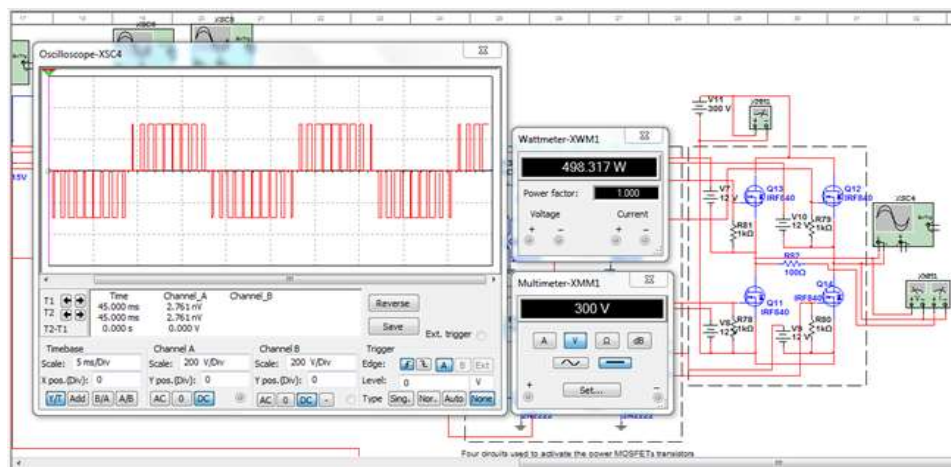 XSC3
Oscilloscope-XSC4
T1
T2
T2-T1
Time
Channel_A
Channel_B
45.000 ms
2.761 nV
45.000 ms
2.761 nV
0.000 s
0.000 V
Reverse
Save
Ext. trigger
Timebase
Channel A
Channel B
Trigger
Scale: 5 ms/Div
Scale: 200 V/Div
Scale: 200 V/Div
Edge:
A
B
Ext
X pos.(Div): 0
Y pos.(Div): 0
Y pos.(Div): 0
Level: 0
V
Y/T
Add
B/A
A/B
AC
0
DC
AC
0
DC
-
Type
Sing.
Nor.
Auto
None
15V
Wattmeter-XWM1
498.317 W
Power factor:
1.000
Voltage
Current
+ - + -
Multimeter-XMM1
300 V
A
V
Ω
dB
Set...
+ -
V11
300 V
V7
12 V
Q13
IRF840
Q12
IRF840
V10
12 V
R81
1kΩ
R79
1kΩ
XSC4
R82
100Ω
Q11
IRF840
Q14
IRF840
V8
12 V
R78
1kΩ
V9
12 V
R80
1kΩ
Four circuits used to activate the power MOSFETs transistors